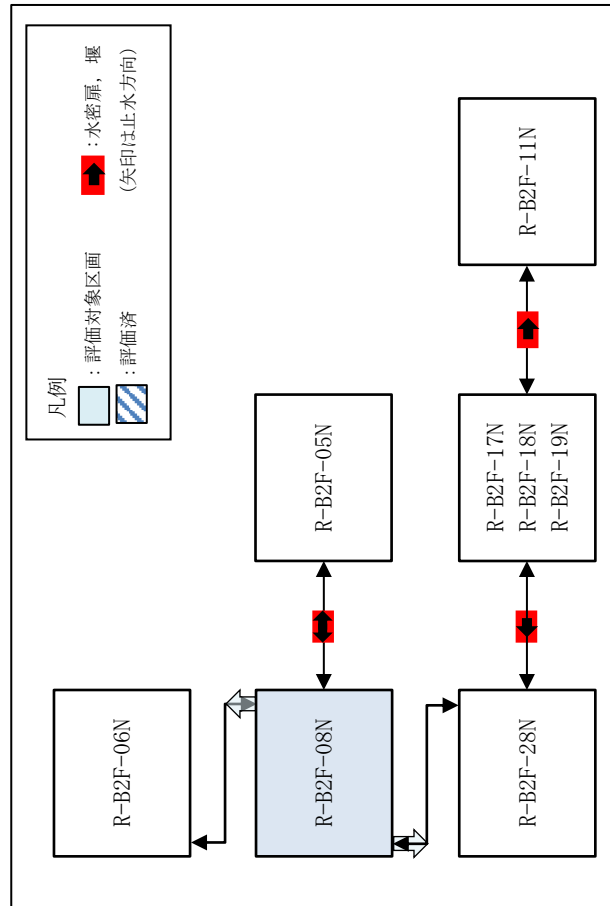 凡例
：評価対象区画
：評価済
：水密扉，堰
(矢印は止水方向)
R-B2F-06N
R-B2F-08N
R-B2F-05N
R-B2F-28N
R-B2F-17N
R-B2F-18N
R-B2F-19N
R-B2F-11N